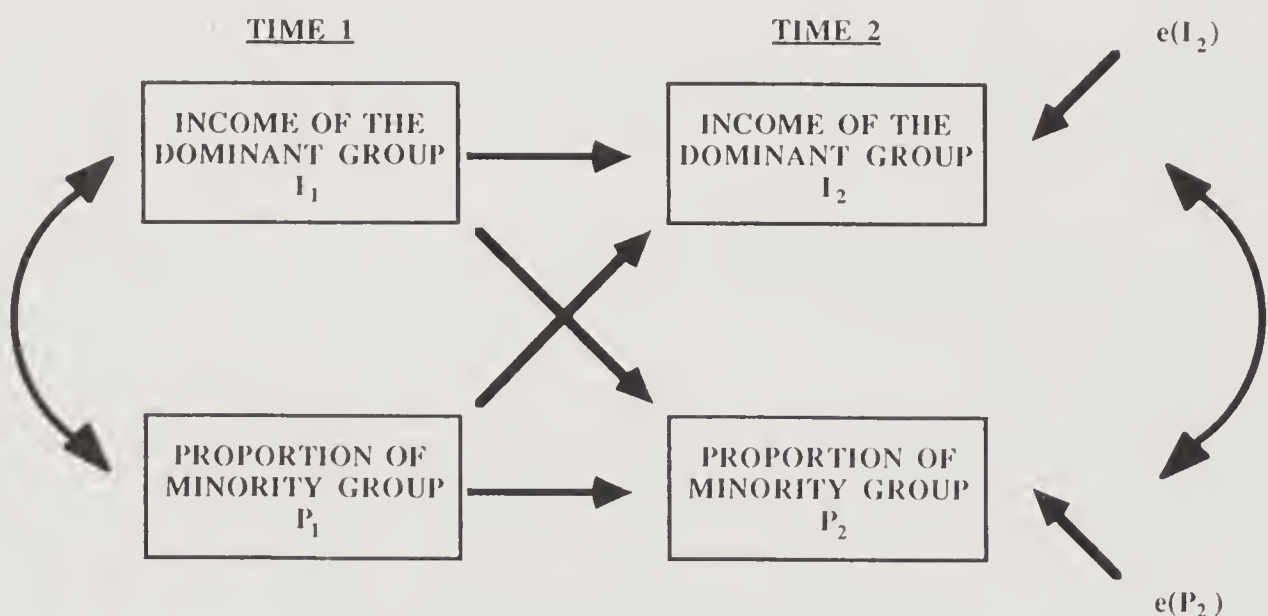 TIME 1
TIME 2
e(I₂)
INCOME OF THE
DOMINANT GROUP
I₁
INCOME OF THE
DOMINANT GROUP
I₂
PROPORTION OF
MINORITY GROUP
P₁
PROPORTION OF
MINORITY GROUP
P₂
e(P₂)